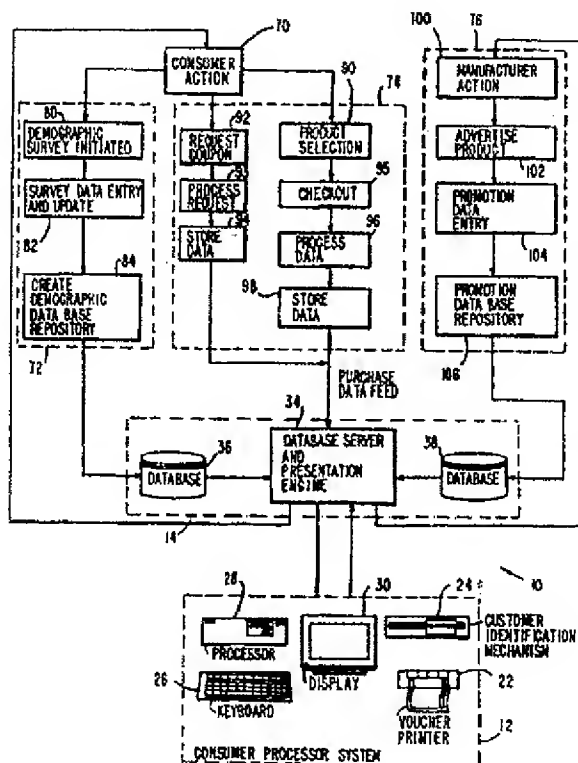 100
76
70
CONSUMER
ACTION
MANUFACTURER
ACTION
80
92
90
78
DEMOGRAPHIC
SURVEY INITIATED
REQUEST
COUPON
PRODUCT
SELECTION
ADVERTISE
PRODUCT
102
93
95
SURVEY DATA ENTRY
AND UPDATE
82
PROCESS
REQUEST
CHECKOUT
PROMOTION
DATA
ENTRY
104
94
96
STORE
DATA
PROCESS
DATA
84
98
CREATE
DEMOGRAPHIC
DATA BASE
REPOSITORY
72
STORE
DATA
PROMOTION
DATA BASE
REPOSITORY
106
PURCHASE
DATA FEED
34
36
38
DATABASE
DATABASE SERVER
AND
PRESENTATION
ENGINE
DATABASE
14
10
28
30
24
PROCESSOR
CUSTOMER
IDENTIFICATION
MECHANISM
26
KEYBOARD
DISPLAY
22
VOUCHER
PRINTER
12
CONSUMER PROCESSOR SYSTEM